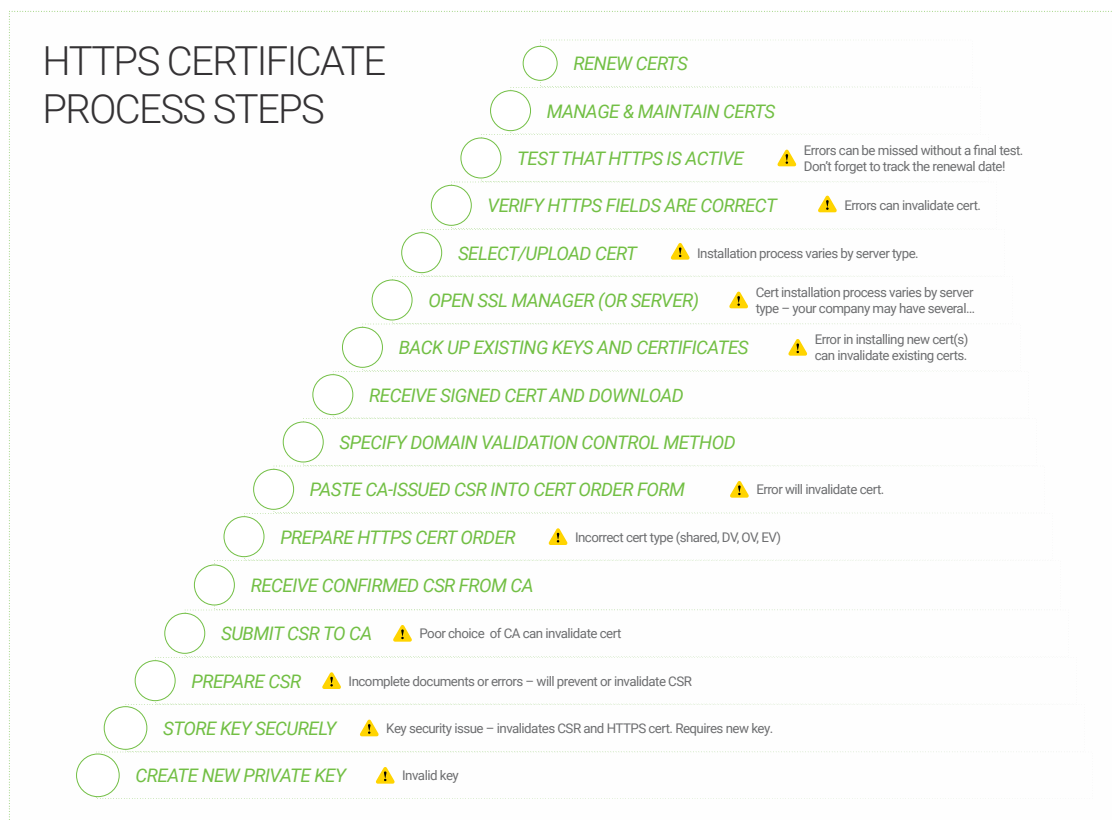 HTTPS CERTIFICATE
PROCESS STEPS
RENEW CERTS
MANAGE & MAINTAIN CERTS
TEST THAT HTTPS IS ACTIVE
Errors can be missed without a final test.
Don't forget to track the renewal date!
VERIFY HTTPS FIELDS ARE CORRECT
Errors can invalidate cert.
SELECT/UPLOAD CERT
Installation process varies by server type.
OPEN SSL MANAGER (OR SERVER)
Cert installation process varies by server
type – your company may have several...
BACK UP EXISTING KEYS AND CERTIFICATES
Error in installing new cert(s)
can invalidate existing certs.
RECEIVE SIGNED CERT AND DOWNLOAD
SPECIFY DOMAIN VALIDATION CONTROL METHOD
PASTE CA-ISSUED CSR INTO CERT ORDER FORM
Error will invalidate cert.
PREPARE HTTPS CERT ORDER
Incorrect cert type (shared, DV, OV, EV)
RECEIVE CONFIRMED CSR FROM CA
SUBMIT CSR TO CA
Poor choice of CA can invalidate cert
PREPARE CSR
Incomplete documents or errors – will prevent or invalidate CSR
STORE KEY SECURELY
Key security issue – invalidates CSR and HTTPS cert. Requires new key.
CREATE NEW PRIVATE KEY
Invalid key